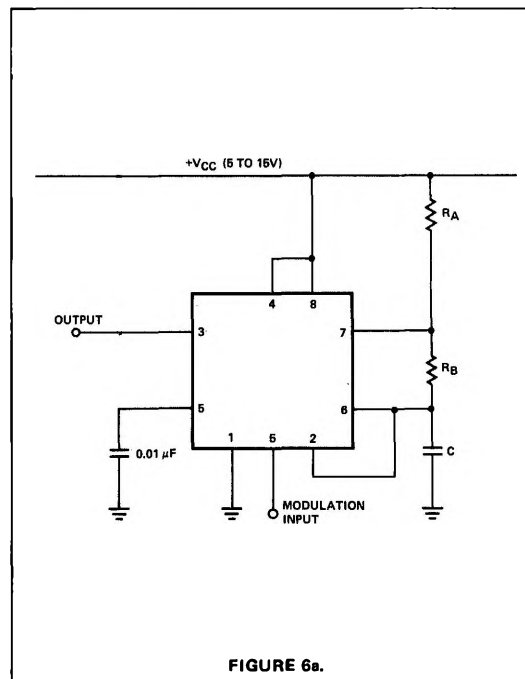 +VCC (5 TO 15V)
RA
4 8
OUTPUT
3
7
RB
5
6
0.01 µF
1 5 2
C
MODULATION
INPUT
FIGURE 6a.